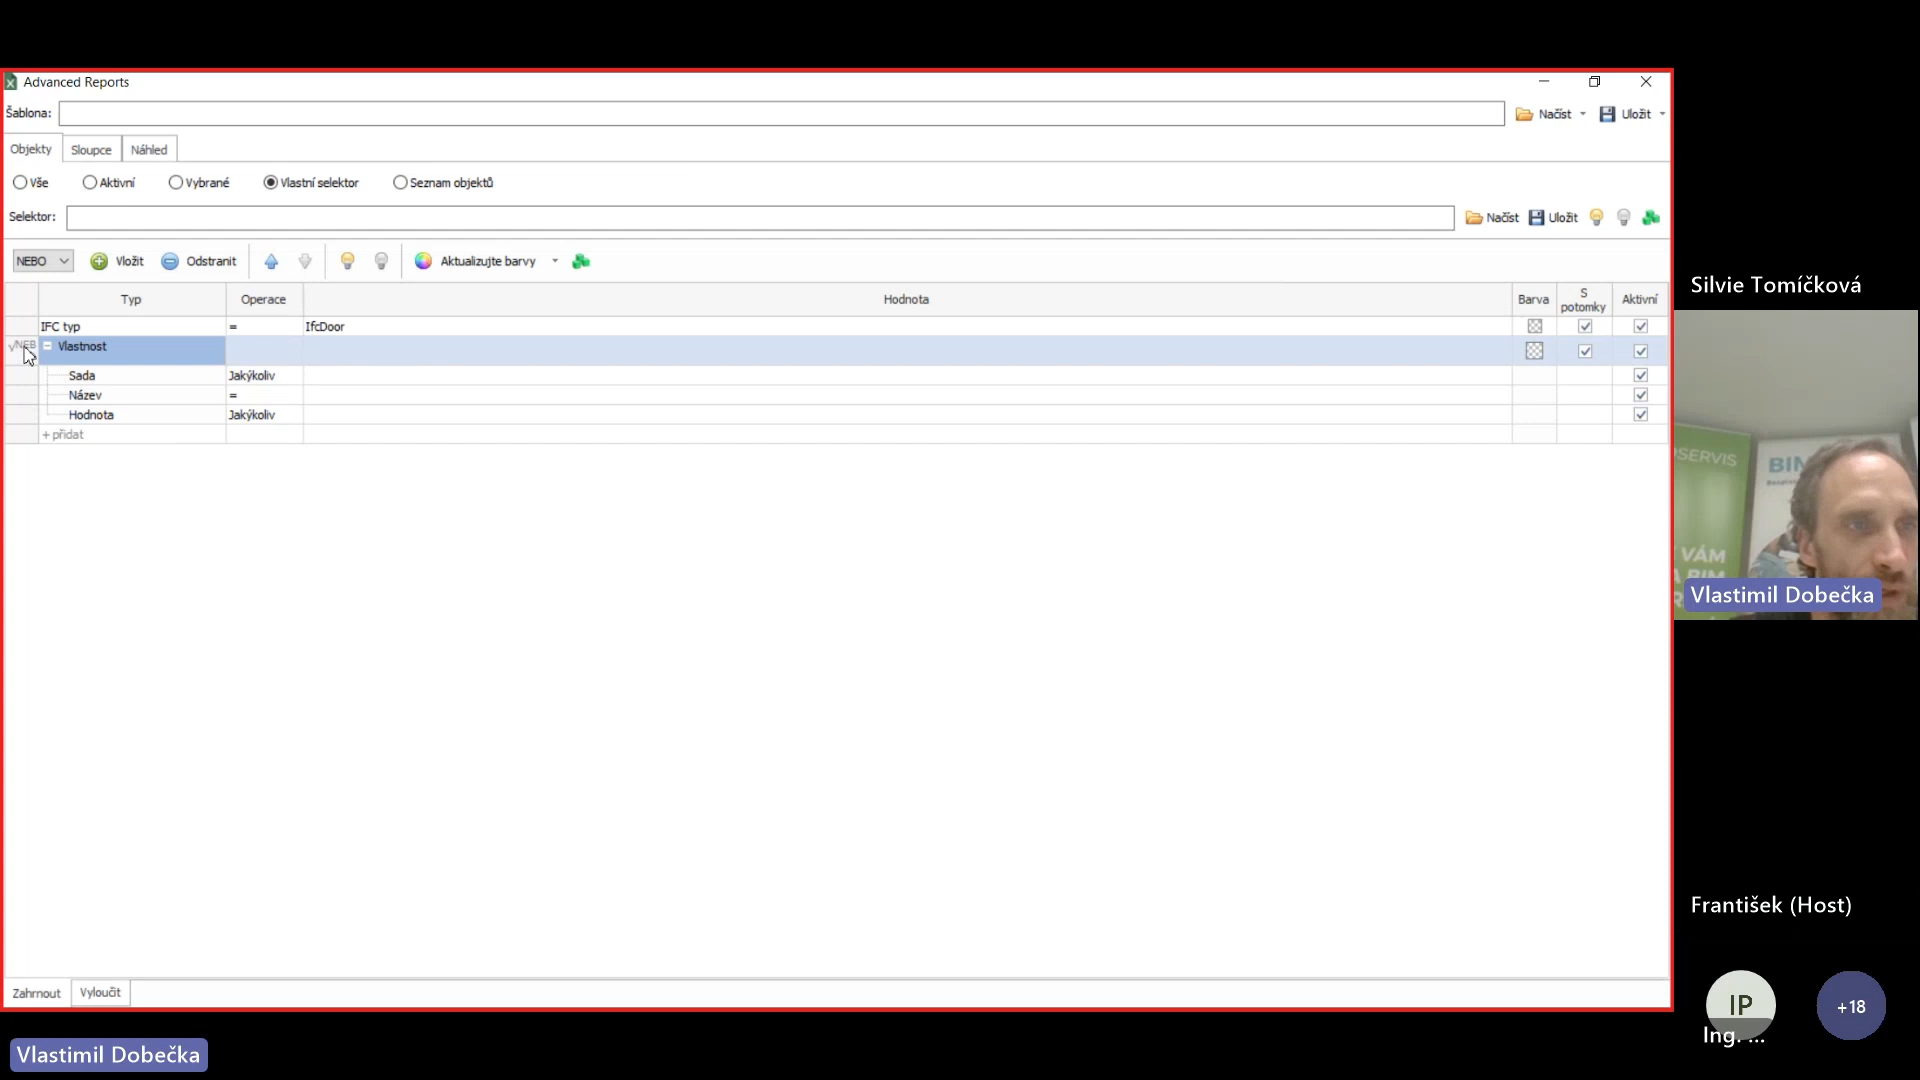 Advanced Reports
Šablona:
Načíst
Uložit
Objekty
Sloupce
Náhled
Vše
Aktivní
Vybrané
Vlastní selektor
Seznam objektů
Selektor:
Načíst
Uložit
NEBO
Vložit
Odstranit
Aktualizujte barvy
Typ
Operace
Hodnota
Barva
S potomky
Aktivní
IFC typ
=
IfcDoor
Vlastnost
Sada
Jakýkoliv
Název
=
Hodnota
Jakýkoliv
+ přidat
Zahrnout
Vyloučit
Vlastimil Dobečka
Silvie Tomíčková
BIM
VÁM
Vlastimil Dobečka
František (Host)
IP
+18
Ing. ...